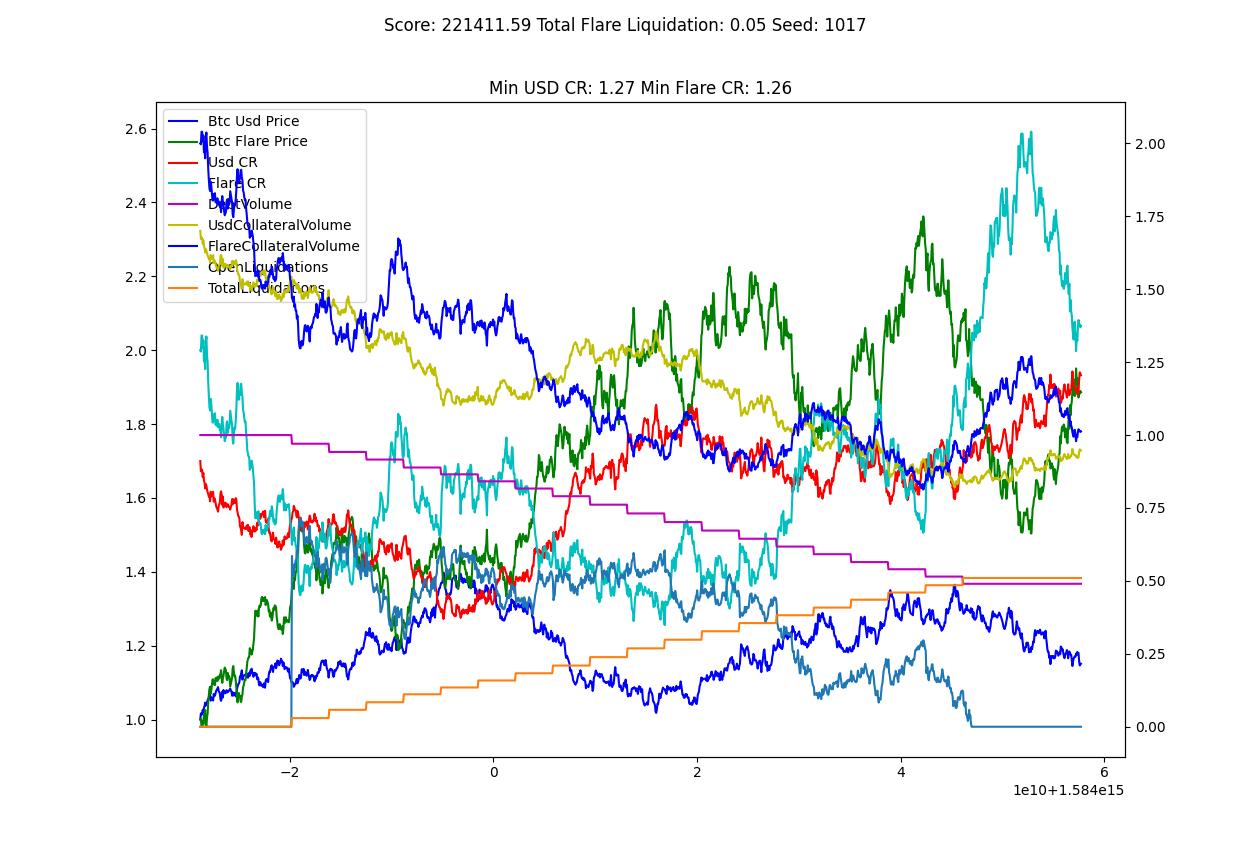 Score: 221411.59 Total Flare Liquidation: 0.05 Seed: 1017
Min USD CR: 1.27 Min Flare CR: 1.26
Btc Usd Price
Btc Flare Price
Usd CR
Flare CR
DebtVolume
UsdCollateralVolume
FlareCollateralVolume
OpenLiquidations
TotalLiquidations
2.6
2.4
2.2
2.0
1.8
1.6
1.4
1.2
1.0
2.00
1.75
1.50
1.25
1.00
0.75
0.50
0.25
0.00
−2 0 2 4 6
1e10+1.584e15